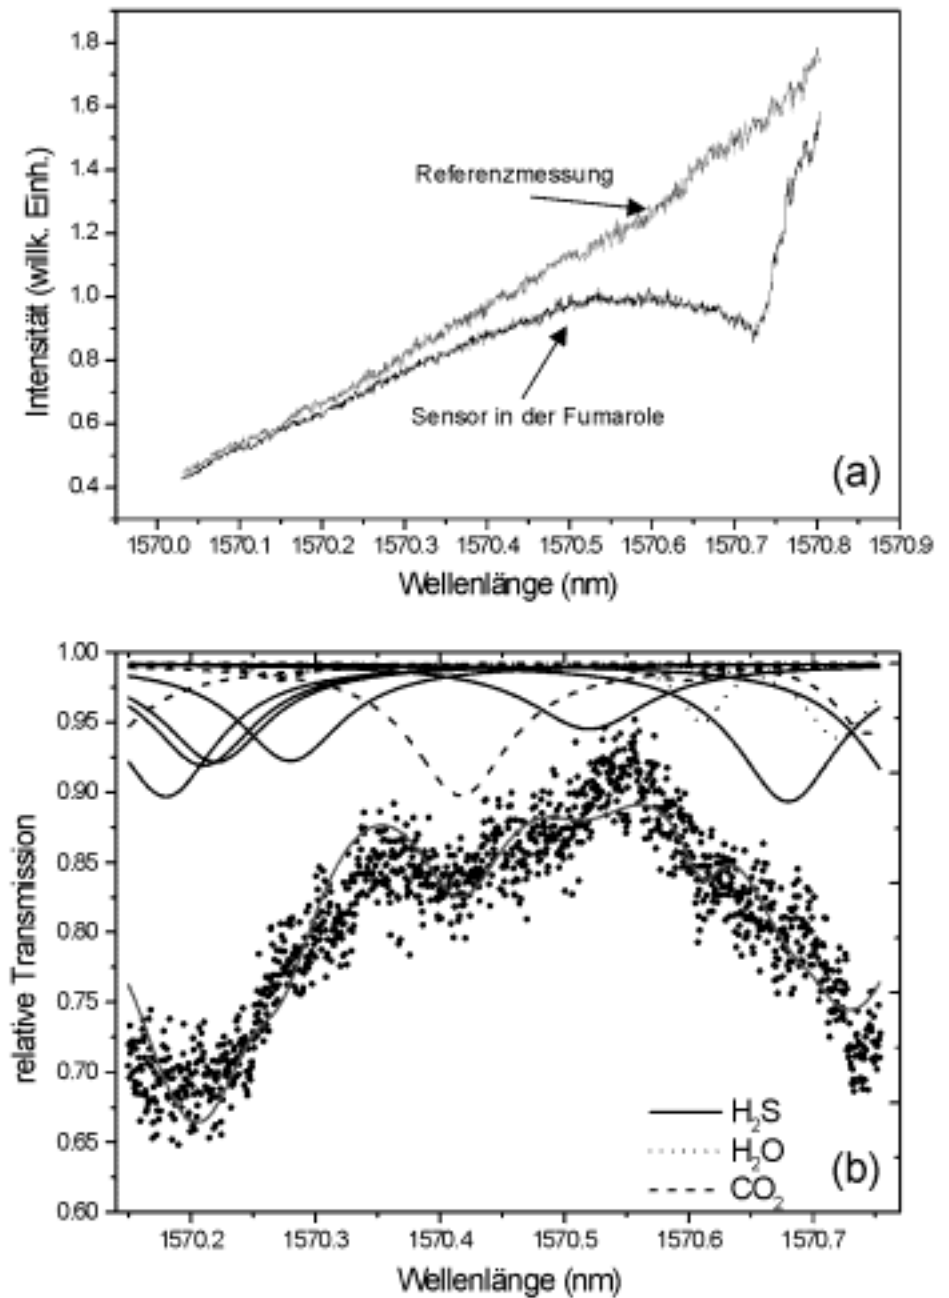 1.8
1.6
1.4
1.2
1.0
0.8
0.6
0.4
Intensität (willk. Einh.)
Referenzmessung
Sensor in der Fumarole
(a)
1570.0 1570.1 1570.2 1570.3 1570.4 1570.5 1570.6 1570.7 1570.8 1570.9
Wellenlänge (nm)
1.00
0.95
0.90
0.85
0.80
0.75
0.70
0.65
0.60
relative Transmission
H₂S
H₂O
CO₂
(b)
1570.2 1570.3 1570.4 1570.5 1570.6 1570.7
Wellenlänge (nm)